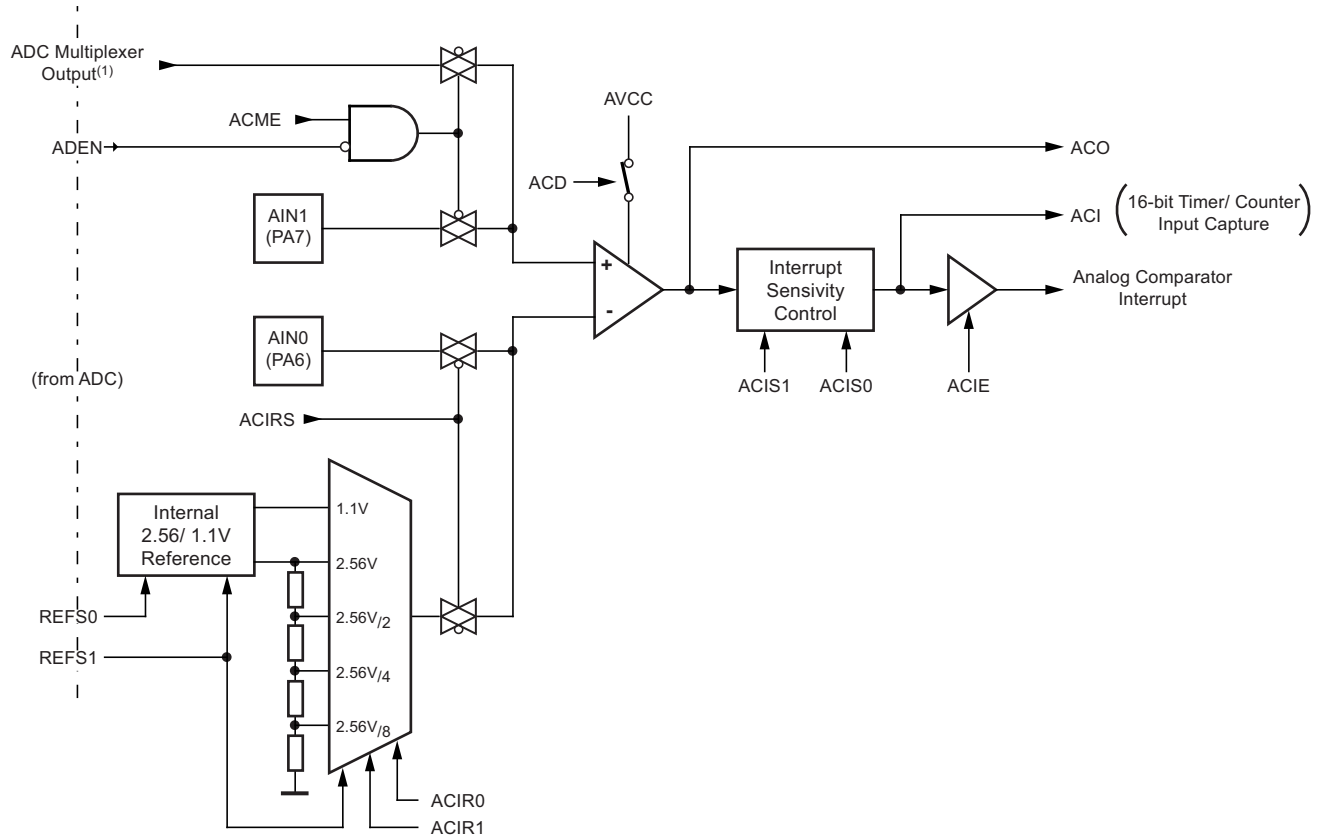 ADC Multiplexer
Output(1)
ACME
ADEN
AIN1
(PA7)
AVCC
ACD
ACO
ACI
(16-bit Timer/ Counter
Input Capture)
+
-
Interrupt
Sensivity
Control
Analog Comparator
Interrupt
AIN0
(PA6)
ACIS1
ACIS0
ACIE
(from ADC)
ACIRS
Internal
2.56/ 1.1V
Reference
1.1V
2.56V
2.56V/2
2.56V/4
2.56V/8
REFS0
REFS1
ACIR0
ACIR1